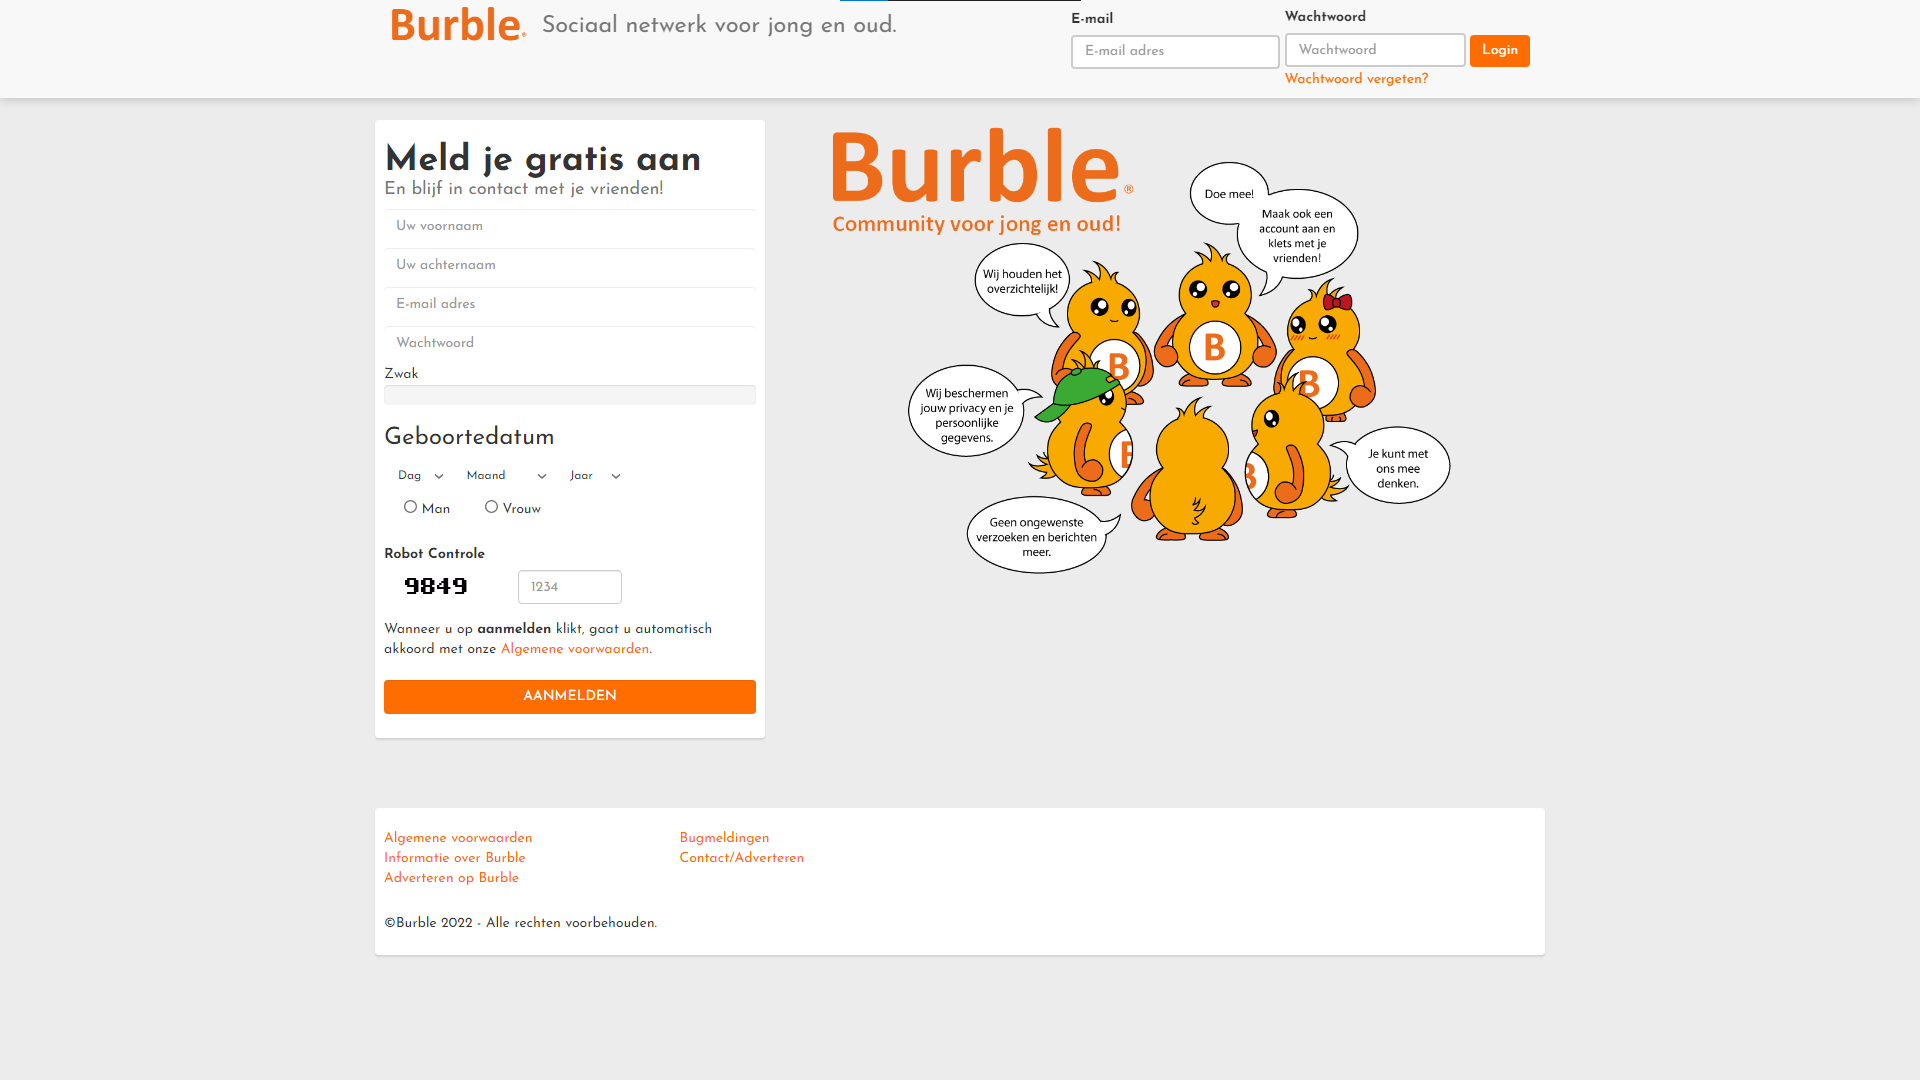 Burble®
Sociaal netwerk voor jong en oud.
E-mail
E-mail adres
Wachtwoord
Wachtwoord
Login
Wachtwoord vergeten?
Meld je gratis aan
En blijf in contact met je vrienden!
Uw voornaam
Uw achternaam
E-mail adres
Wachtwoord
Zwak
Geboortedatum
Dag
Maand
Jaar
Man
Vrouw
Robot Controle
9849
1234
Wanneer u op aanmelden klikt, gaat u automatisch
akkoord met onze Algemene voorwaarden.
AANMELDEN
Burble®
Community voor jong en oud!
Doe mee!
Maak ook een
account aan en
klets met je
vrienden!
Wij houden het
overzichtelijk!
B
B
B
Wij beschermen
jouw privacy en je
persoonlijke
gegevens.
B
B
Je kunt met
ons mee
denken.
Geen ongewenste
verzoeken en berichten
meer.
Algemene voorwaarden
Informatie over Burble
Adverteren op Burble
Bugmeldingen
Contact/Adverteren
©Burble 2022 - Alle rechten voorbehouden.